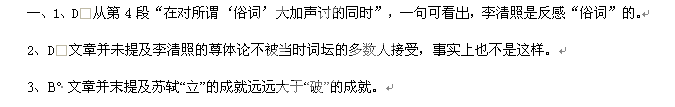 一、1、D□从第 4 段“在对所谓‘俗词’大加声讨的同时”，一句可看出，李清照是反感“俗词”的。
2、D□文章并未提及李清照的尊体论不被当时词坛的多数人接受，事实上也不是这样。
3、B°文章并末提及苏轼“立”的成就远远大于“破”的成就。